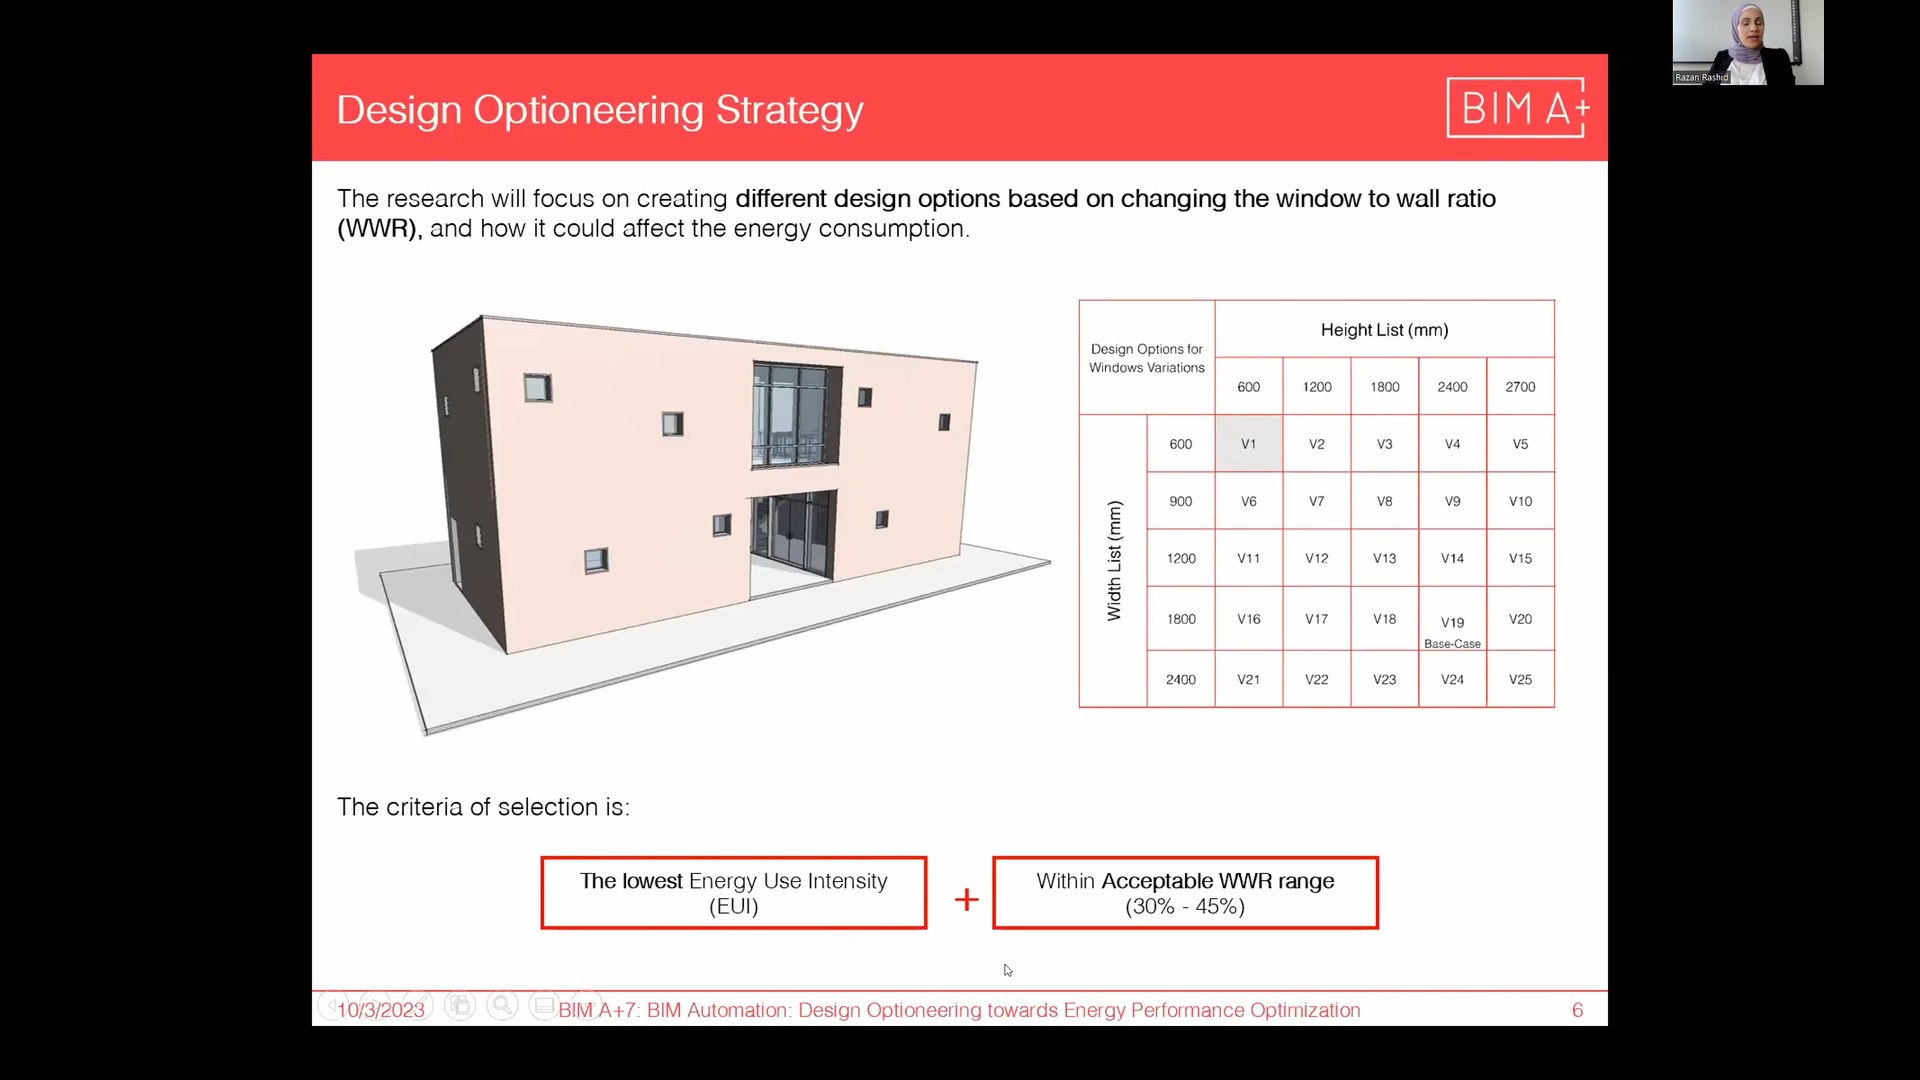 Razan Rashid
Design Optioneering Strategy
BIM A+
The research will focus on creating different design options based on changing the window to wall ratio
(WWR), and how it could affect the energy consumption.
Design Options for
Windows Variations
Height List (mm)
600 1200 1800 2400 2700
Width List (mm)
600 V1 V2 V3 V4 V5
900 V6 V7 V8 V9 V10
1200 V11 V12 V13 V14 V15
1800 V16 V17 V18 V19 V20
Base-Case
2400 V21 V22 V23 V24 V25
The criteria of selection is:
The lowest Energy Use Intensity
(EUI)
+
Within Acceptable WWR range
(30% - 45%)
10/3/2023 BIM A+7: BIM Automation: Design Optioneering towards Energy Performance Optimization 6